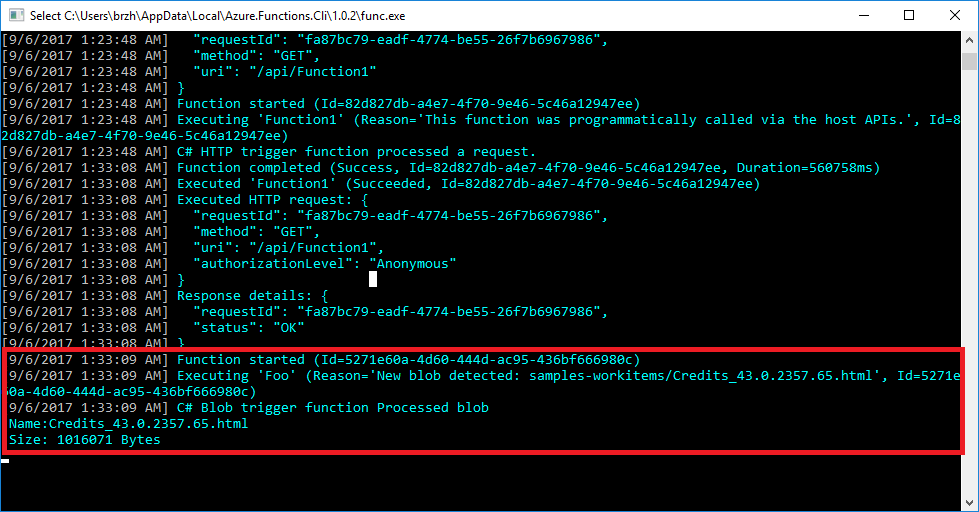 Select C:\Users\brzh\AppData\Local\Azure.Functions.Cli\1.0.2\func.exe
[9/6/2017 1:23:48 AM]   "requestId": "fa87bc79-eadf-4774-be55-26f7b6967986",
[9/6/2017 1:23:48 AM]   "method": "GET",
[9/6/2017 1:23:48 AM]   "uri": "/api/Function1"
[9/6/2017 1:23:48 AM] }
[9/6/2017 1:23:48 AM] Function started (Id=82d827db-a4e7-4f70-9e46-5c46a12947ee)
[9/6/2017 1:23:48 AM] Executing 'Function1' (Reason='This function was programmatically called via the host APIs.', Id=8
2d827db-a4e7-4f70-9e46-5c46a12947ee)
[9/6/2017 1:23:48 AM] C# HTTP trigger function processed a request.
[9/6/2017 1:33:08 AM] Function completed (Success, Id=82d827db-a4e7-4f70-9e46-5c46a12947ee, Duration=560758ms)
[9/6/2017 1:33:08 AM] Executed 'Function1' (Succeeded, Id=82d827db-a4e7-4f70-9e46-5c46a12947ee)
[9/6/2017 1:33:08 AM] Executed HTTP request: {
[9/6/2017 1:33:08 AM]   "requestId": "fa87bc79-eadf-4774-be55-26f7b6967986",
[9/6/2017 1:33:08 AM]   "method": "GET",
[9/6/2017 1:33:08 AM]   "uri": "/api/Function1",
[9/6/2017 1:33:08 AM]   "authorizationLevel": "Anonymous"
[9/6/2017 1:33:08 AM] }
[9/6/2017 1:33:08 AM] Response details: {
[9/6/2017 1:33:08 AM]   "requestId": "fa87bc79-eadf-4774-be55-26f7b6967986",
[9/6/2017 1:33:08 AM]   "status": "OK"
[9/6/2017 1:33:08 AM] }
9/6/2017 1:33:09 AM] Function started (Id=5271e60a-4d60-444d-ac95-436bf666980c)
9/6/2017 1:33:09 AM] Executing 'Foo' (Reason='New blob detected: samples-workitems/Credits_43.0.2357.65.html', Id=5271e
60a-4d60-444d-ac95-436bf666980c)
9/6/2017 1:33:09 AM] C# Blob trigger function Processed blob
Name:Credits_43.0.2357.65.html
Size: 1016071 Bytes